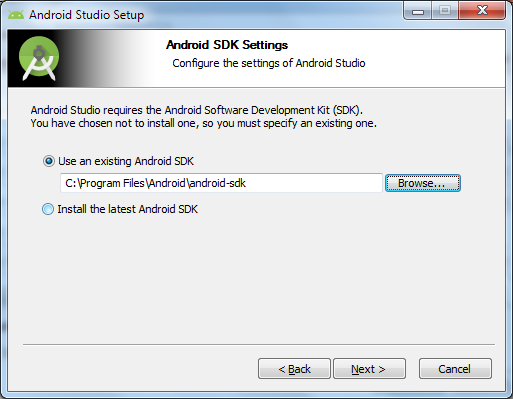 Android Studio Setup
Android SDK Settings
Configure the settings of Android Studio
Android Studio requires the Android Software Development Kit (SDK).
You have chosen not to install one, so you must specify an existing one.
Use an existing Android SDK
C:\Program Files\Android\android-sdk
Browse...
Install the latest Android SDK
< Back
Next >
Cancel